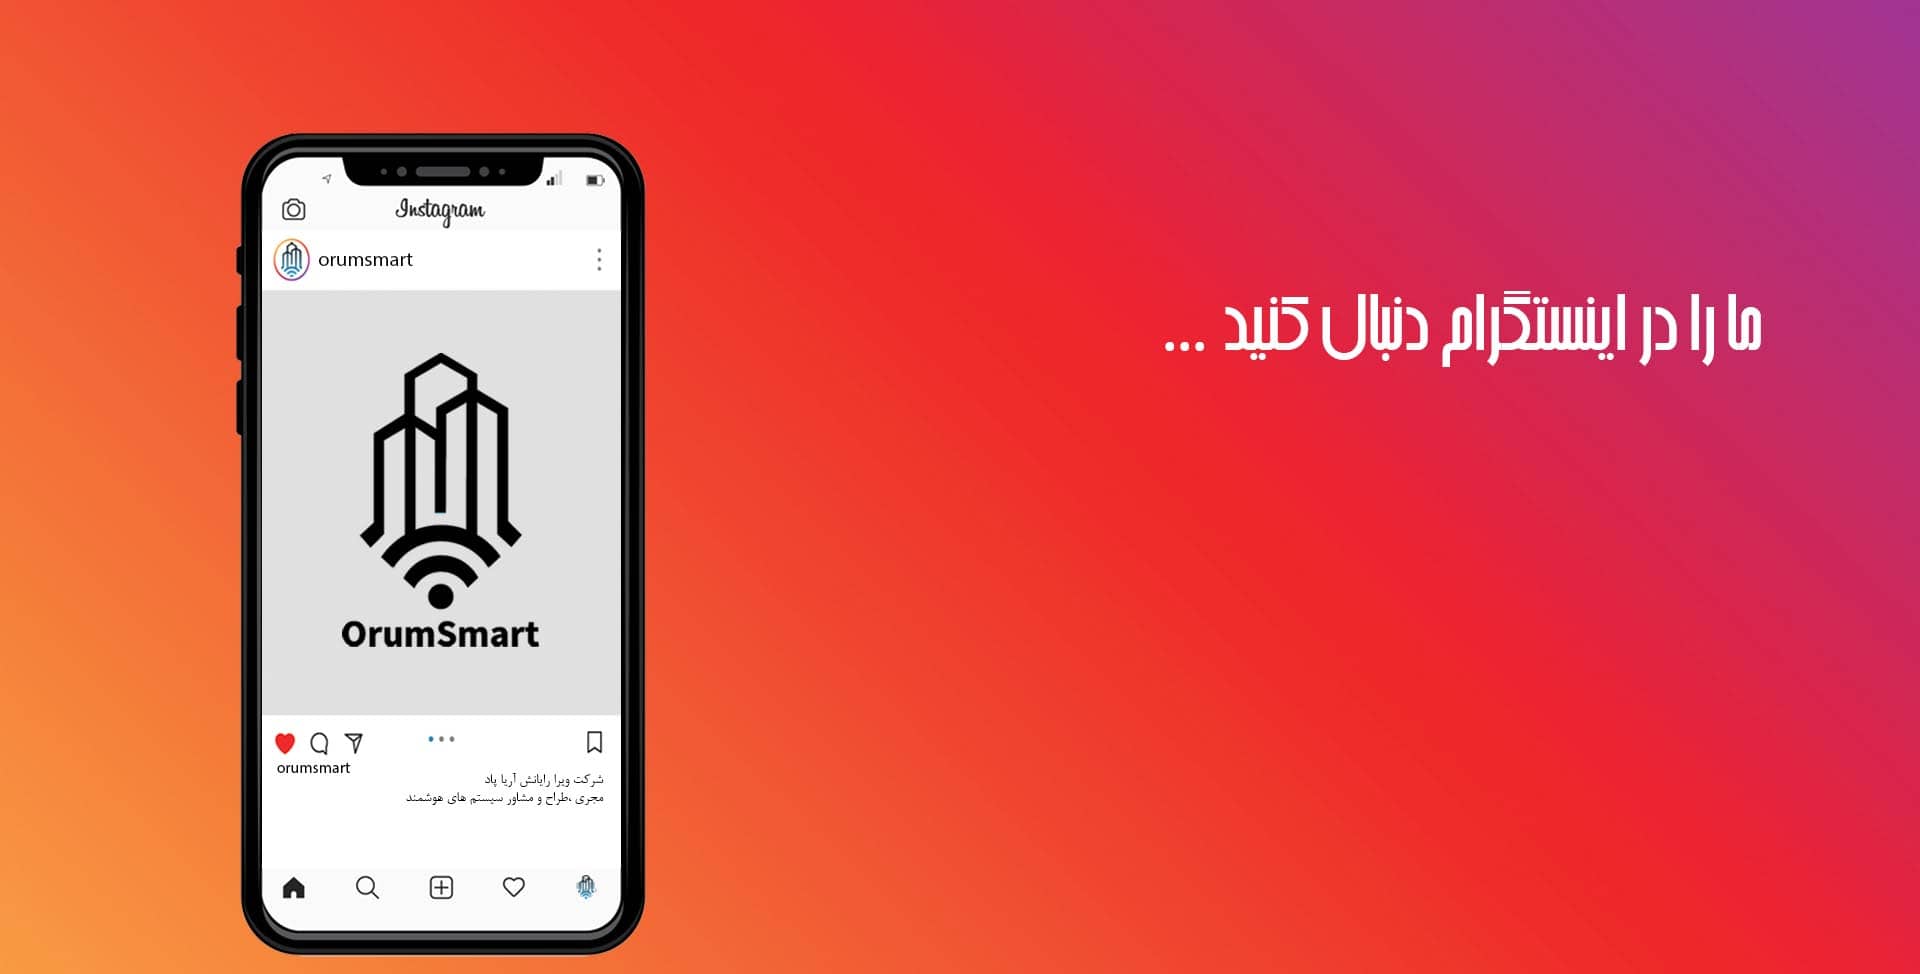 Instagram
orumsmart
ما را در اینستگرام دنبال کنید ...
OrumSmart
orumsmart
شرکت ویرا رایانش آریا پاد
مجری ،طراح و مشاور سیستم های هوشمند